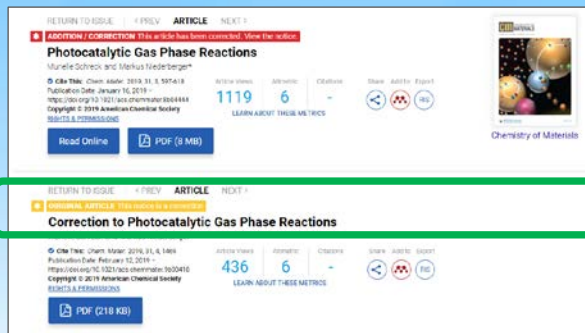 RETURN TO ISSUE < PREV ARTICLE NEXT >
ADDITION / CORRECTION This article has been corrected. View the notice.
Photocatalytic Gas Phase Reactions
Murielle Schreck and Markus Niederberger*
Cite This: Chem. Mater. 2019, 31, 3, 597-618
Publication Date: January 16, 2019
Copyright © 2019 American Chemical Society
RIGHTS & PERMISSIONS
Article Views Altmetric Citations
1119 6 -
LEARN ABOUT THESE METRICS
Share Add to Export
RIS
Read Online PDF (8 MB)
MATERIALS
Chemistry of Materials
RETURN TO ISSUE < PREV ARTICLE NEXT >
ORIGINAL ARTICLE This notice is a correction
Correction to Photocatalytic Gas Phase Reactions
Cite This: Chem. Mater. 2019, 31, 4,
Publication Date: February 12, 2019
Copyright © 2019 American Chemical Society
RIGHTS & PERMISSIONS
Article Views Altmetric Citations
436 6 -
LEARN ABOUT THESE METRICS
Share Add to Export
RIS
PDF (218 KB)